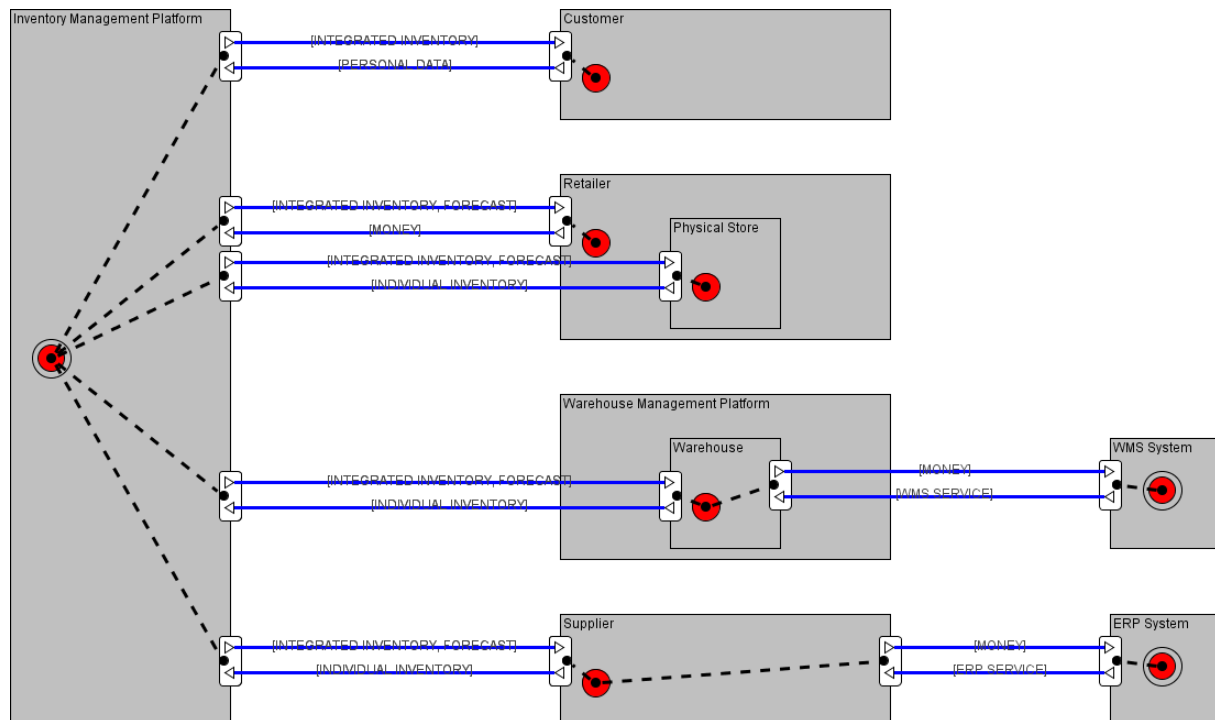 Inventory Management Platform
Customer
[INTEGRATED INVENTORY]
[PERSONAL DATA]
Retailer
[INTEGRATED INVENTORY, FORECAST]
[MONEY]
Physical Store
[INTEGRATED INVENTORY, FORECAST]
[INDIVIDUAL INVENTORY]
Warehouse Management Platform
Warehouse
WMS System
[INTEGRATED INVENTORY, FORECAST]
[INDIVIDUAL INVENTORY]
[MONEY]
[WMS SERVICE]
Supplier
ERP System
[INTEGRATED INVENTORY, FORECAST]
[INDIVIDUAL INVENTORY]
[MONEY]
[ERP SERVICE]